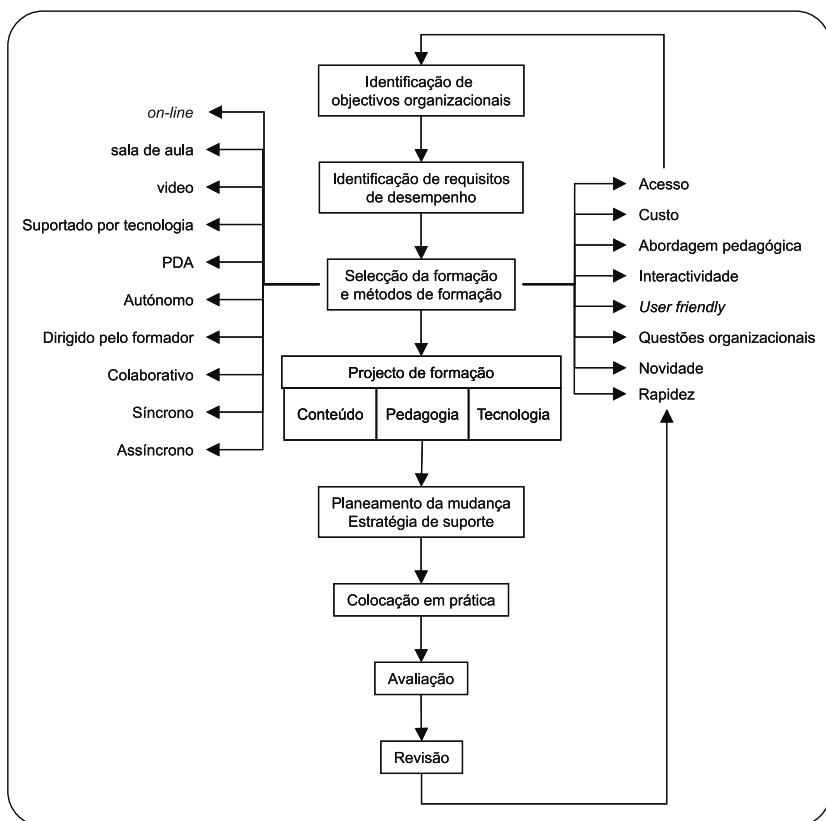 Identificação de
objectivos organizacionais
Identificação de requisitos
de desempenho
Selecção da formação
e métodos de formação
on-line
sala de aula
video
Suportado por tecnologia
PDA
Autónomo
Dirigido pelo formador
Colaborativo
Síncrono
Assíncrono
Acesso
Custo
Abordagem pedagógica
Interactividade
User friendly
Questões organizacionais
Novidade
Rapidez
Projecto de formação
Conteúdo
Pedagogia
Tecnologia
Planeamento da mudança
Estratégia de suporte
Colocação em prática
Avaliação
Revisão